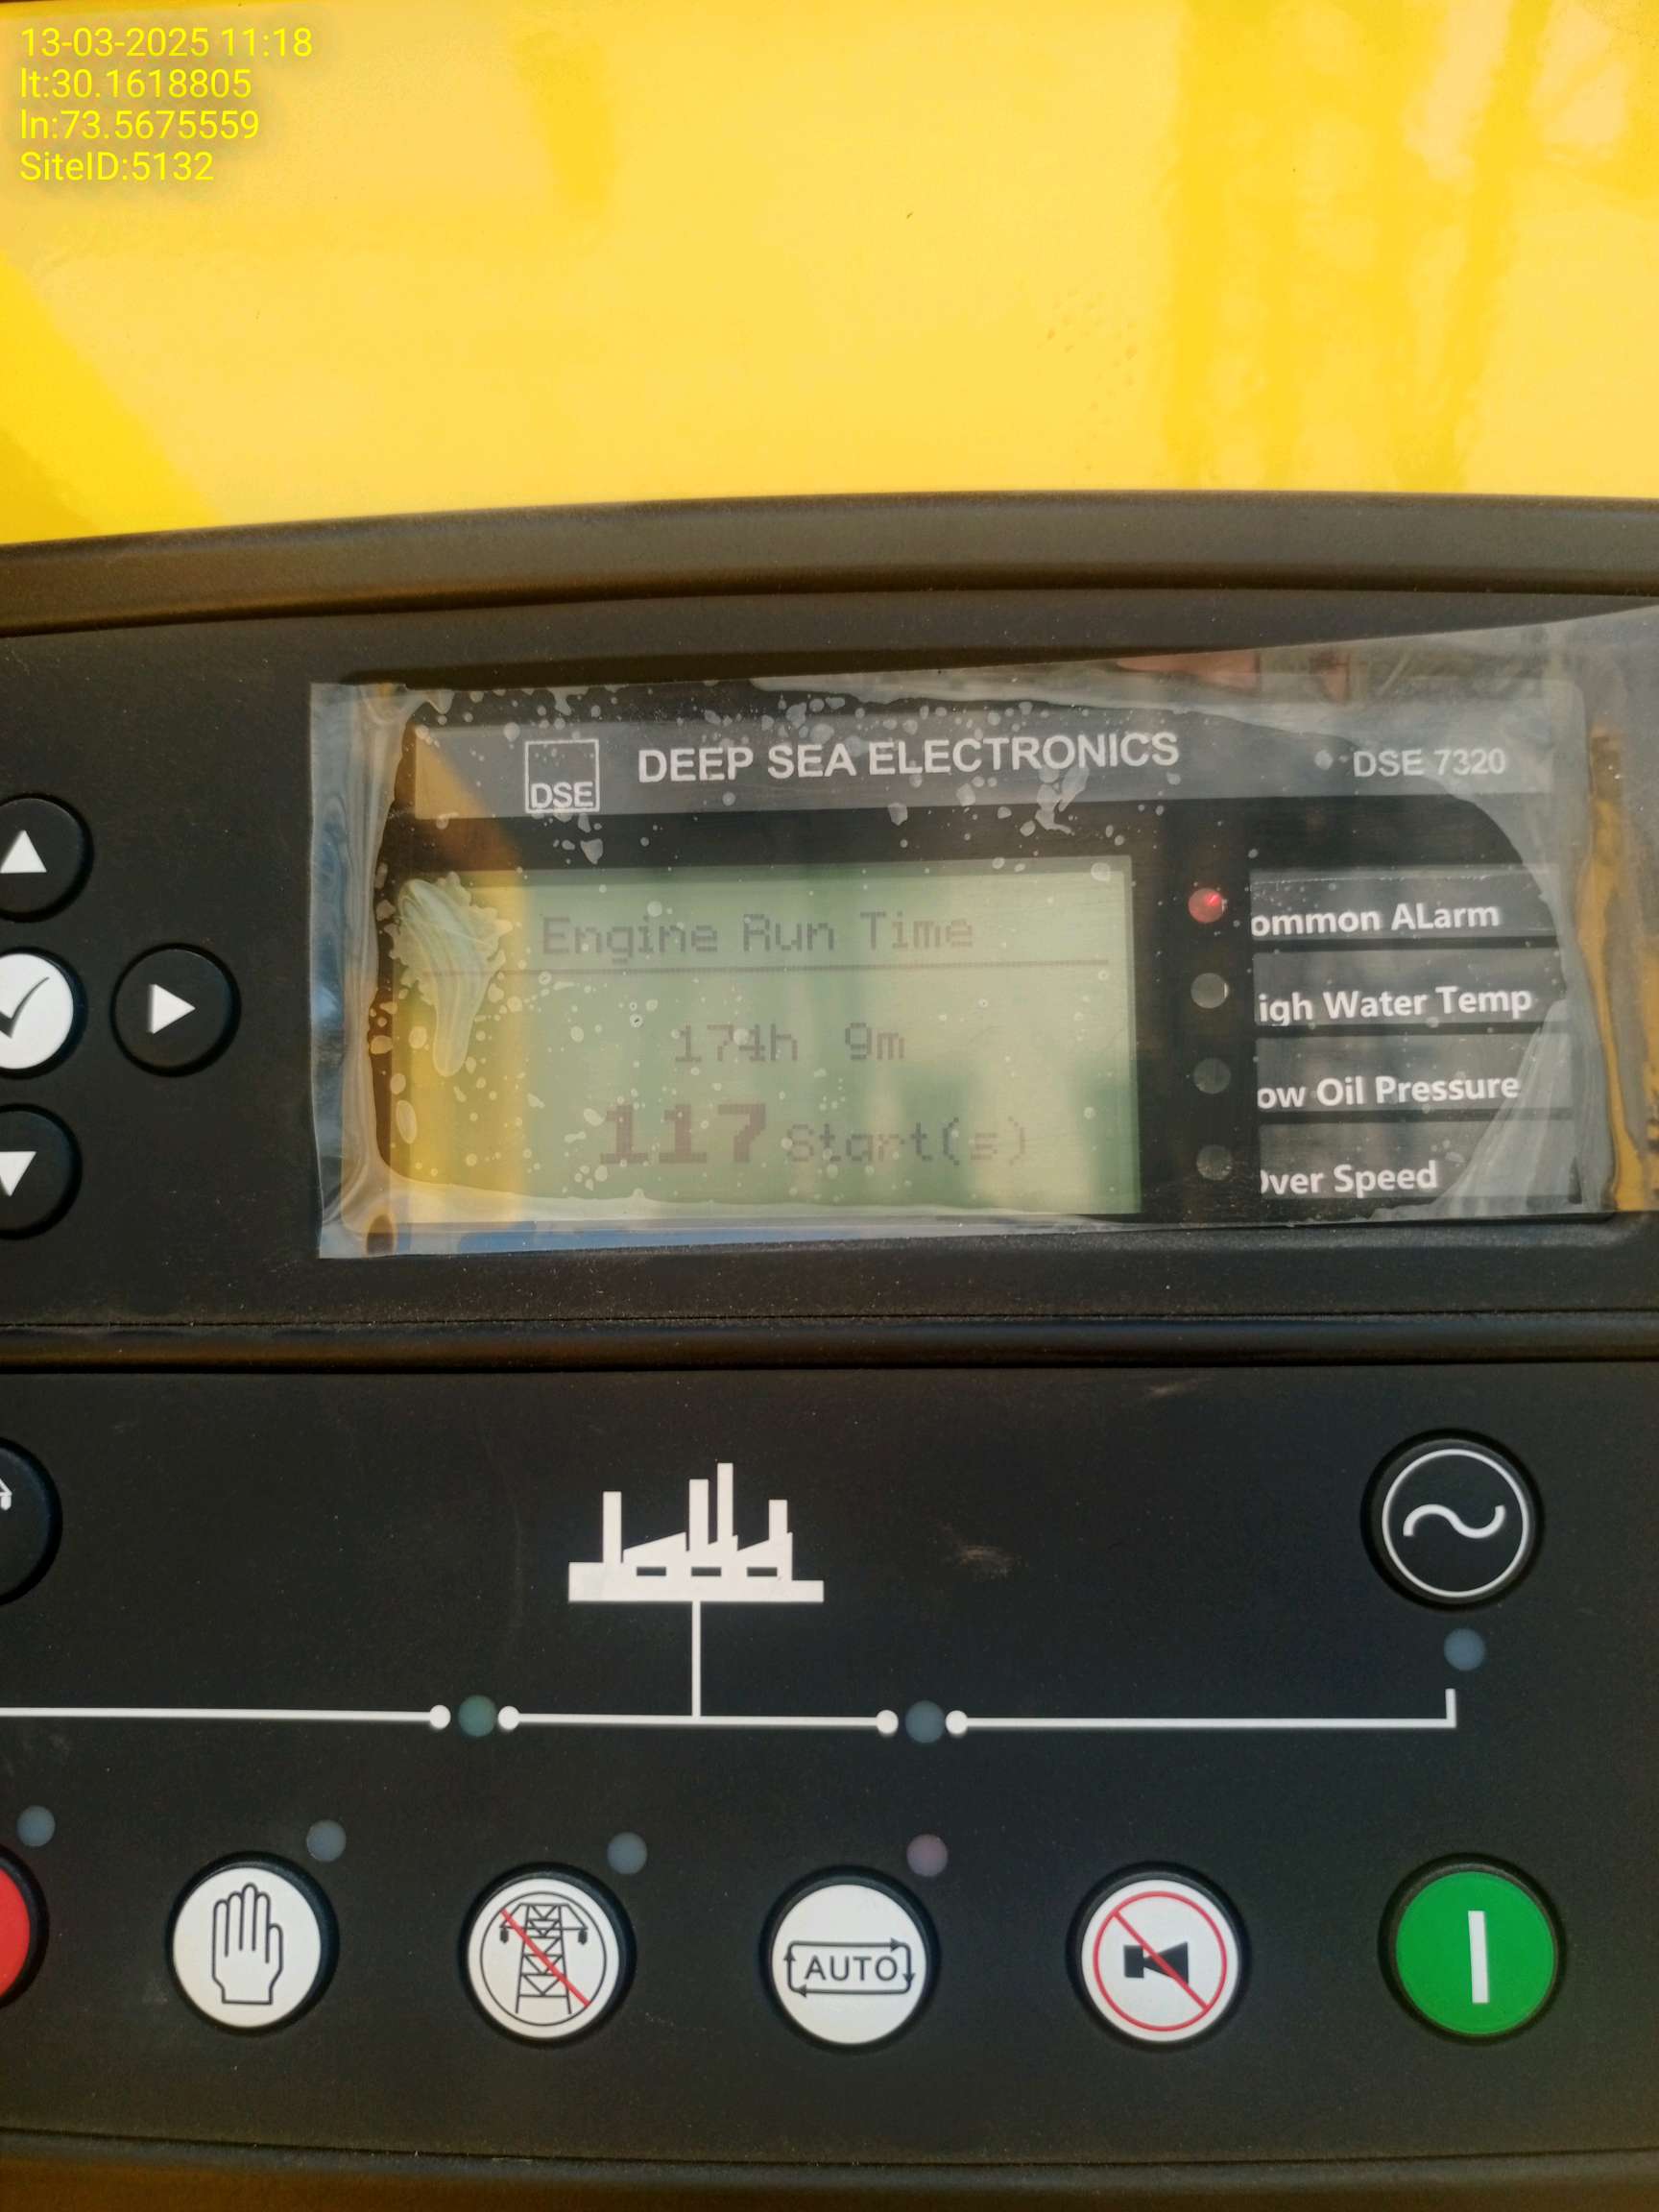 13-03-2025 11:18
lt:30.1618805
ln:73.5675559
SiteID:5132
DSE
DEEP SEA ELECTRONICS
DSE 7320
Engine Run Time
174h 9m
117 Start(s)
ommon ALarm
igh Water Temp
ow Oil Pressure
Over Speed
AUTO